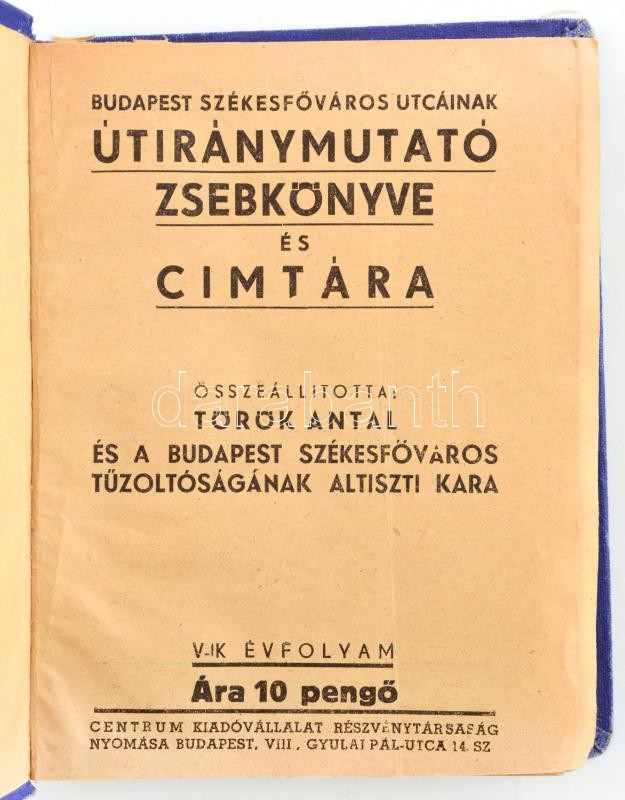 BUDAPEST SZÉKESFŐVÁROS UTCÁINAK
ÚTIRÁNYMUTATÓ
ZSEBKÖNYVE
ÉS
CIMTÁRA
ÖSSZEÁLLITOTTA:
darabanth
TÖRÖK ANTAL
ÉS A BUDAPEST SZÉKESFŐVÁROS
TŰZOLTÓSÁGÁNAK ALTISZTI KARA
V-IK ÉVFOLYAM
Ára 10 pengő
CENTRUM KIADÓVÁLLALAT RÉSZVÉNYTÁRSASÁG
NYOMÁSA BUDAPEST, VIII., GYULAI PÁL-UTCA 14. SZ